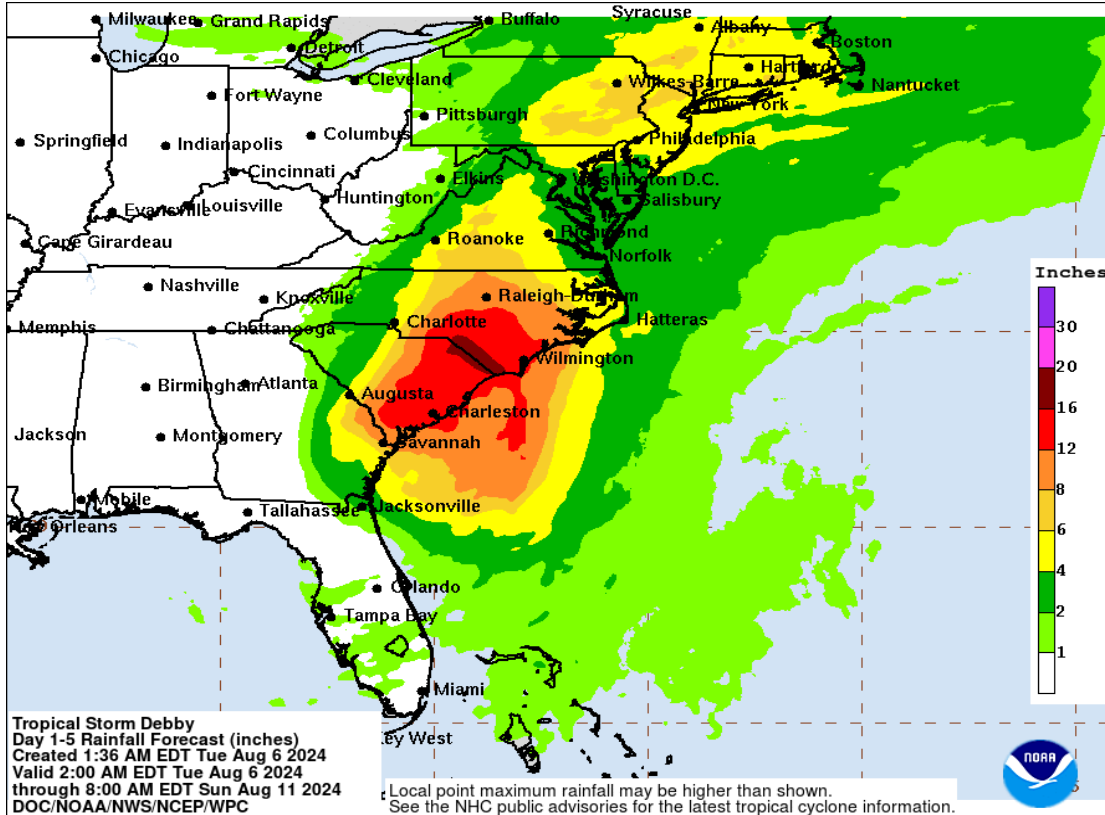 Milwaukee
Grand Rapids
Buffalo
Syracuse
Albany
Boston
Chicago
Detroit
Cleveland
Wilkes-Barre
Hartford
Nantucket
Fort Wayne
New York
Pittsburgh
Springfield
Indianapolis
Columbus
Philadelphia
Cincinnati
Elkins
Washington D.C.
Evansville
Louisville
Huntington
Salisbury
Cape Girardeau
Roanoke
Richmond
Norfolk
Inches
Nashville
Knoxville
Raleigh-Durham
Memphis
Chattanooga
Charlotte
Hatteras
30
Wilmington
20
Birmingham
Atlanta
Augusta
16
Jackson
Montgomery
Charleston
Savannah
12
Mobile
Tallahassee
Jacksonville
8
Orleans
6
Orlando
4
Tampa Bay
2
Miami
1
Key West
Tropical Storm Debby
Day 1-5 Rainfall Forecast (inches)
Created 1:36 AM EDT Tue Aug 6 2024
Valid 2:00 AM EDT Tue Aug 6 2024
through 8:00 AM EDT Sun Aug 11 2024
DOC/NOAA/NWS/NCEP/WPC
Local point maximum rainfall may be higher than shown.
See the NHC public advisories for the latest tropical cyclone information.
NOAA